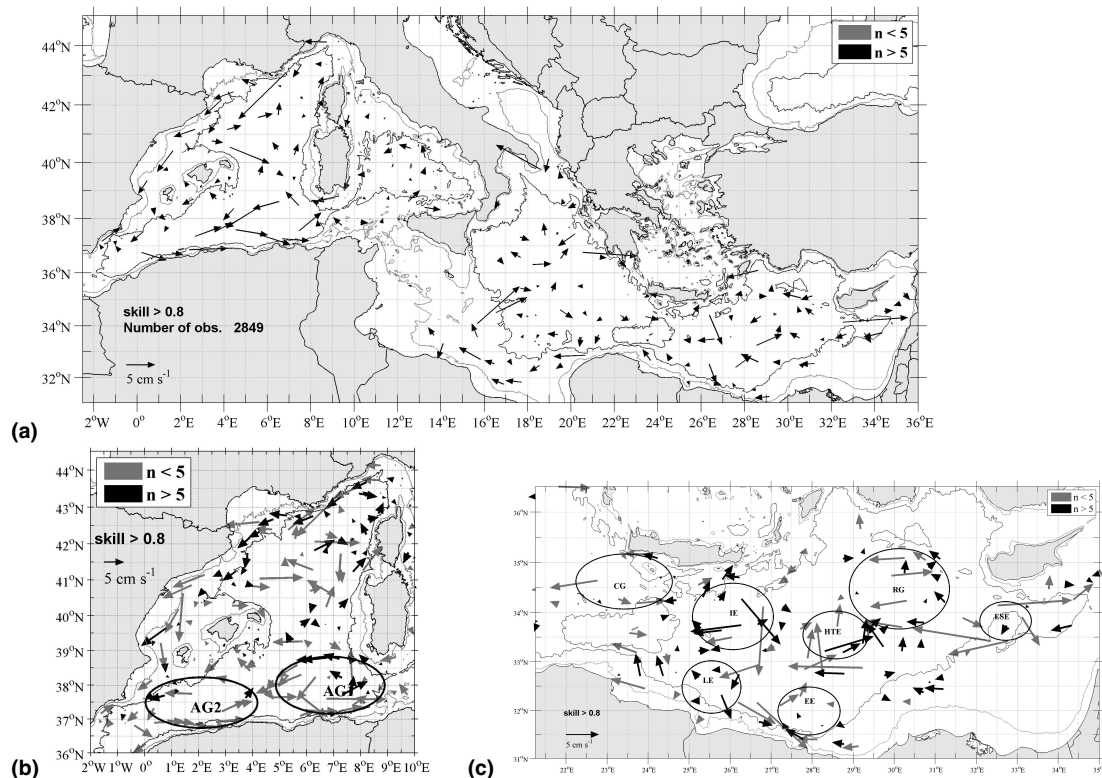 44°N
n < 5
n > 5
42°N
40°N
38°N
36°N
34°N
skill > 0.8
Number of obs. 2849
32°N
5 cm s⁻¹
2°W 0° 2°E 4°E 6°E 8°E 10°E 12°E 14°E 16°E 18°E 20°E 22°E 24°E 26°E 28°E 30°E 32°E 34°E 36°E
(a)
44°N
n < 5
n > 5
43°N
42°N
skill > 0.8
5 cm s⁻¹
41°N
40°N
39°N
38°N
37°N
36°N
AG2
AG1
2°W 1°W 0° 1°E 2°E 3°E 4°E 5°E 6°E 7°E 8°E 9°E 10°E
(b)
36°N
n < 5
n > 5
35°N
34°N
33°N
32°N
31°N
CG
IE
RG
HTE
ESE
LE
EE
skill > 0.8
5 cm s⁻¹
22°E 23°E 24°E 25°E 26°E 27°E 28°E 29°E 30°E 31°E 32°E 33°E 34°E
(c)